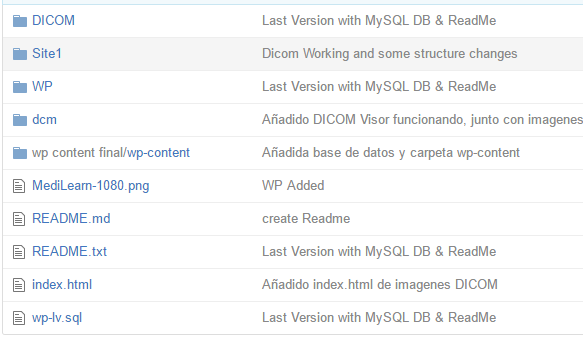 DICOM Last Version with MySQL DB & ReadMe
Site1 Dicom Working and some structure changes
WP Last Version with MySQL DB & ReadMe
dcm Añadido DICOM Visor funcionando, junto con imagenes
wp content final/wp-content Añadida base de datos y carpeta wp-content
MediLearn-1080.png WP Added
README.md create Readme
README.txt Last Version with MySQL DB & ReadMe
index.html Añadido index.html de imagenes DICOM
wp-lv.sql Last Version with MySQL DB & ReadMe